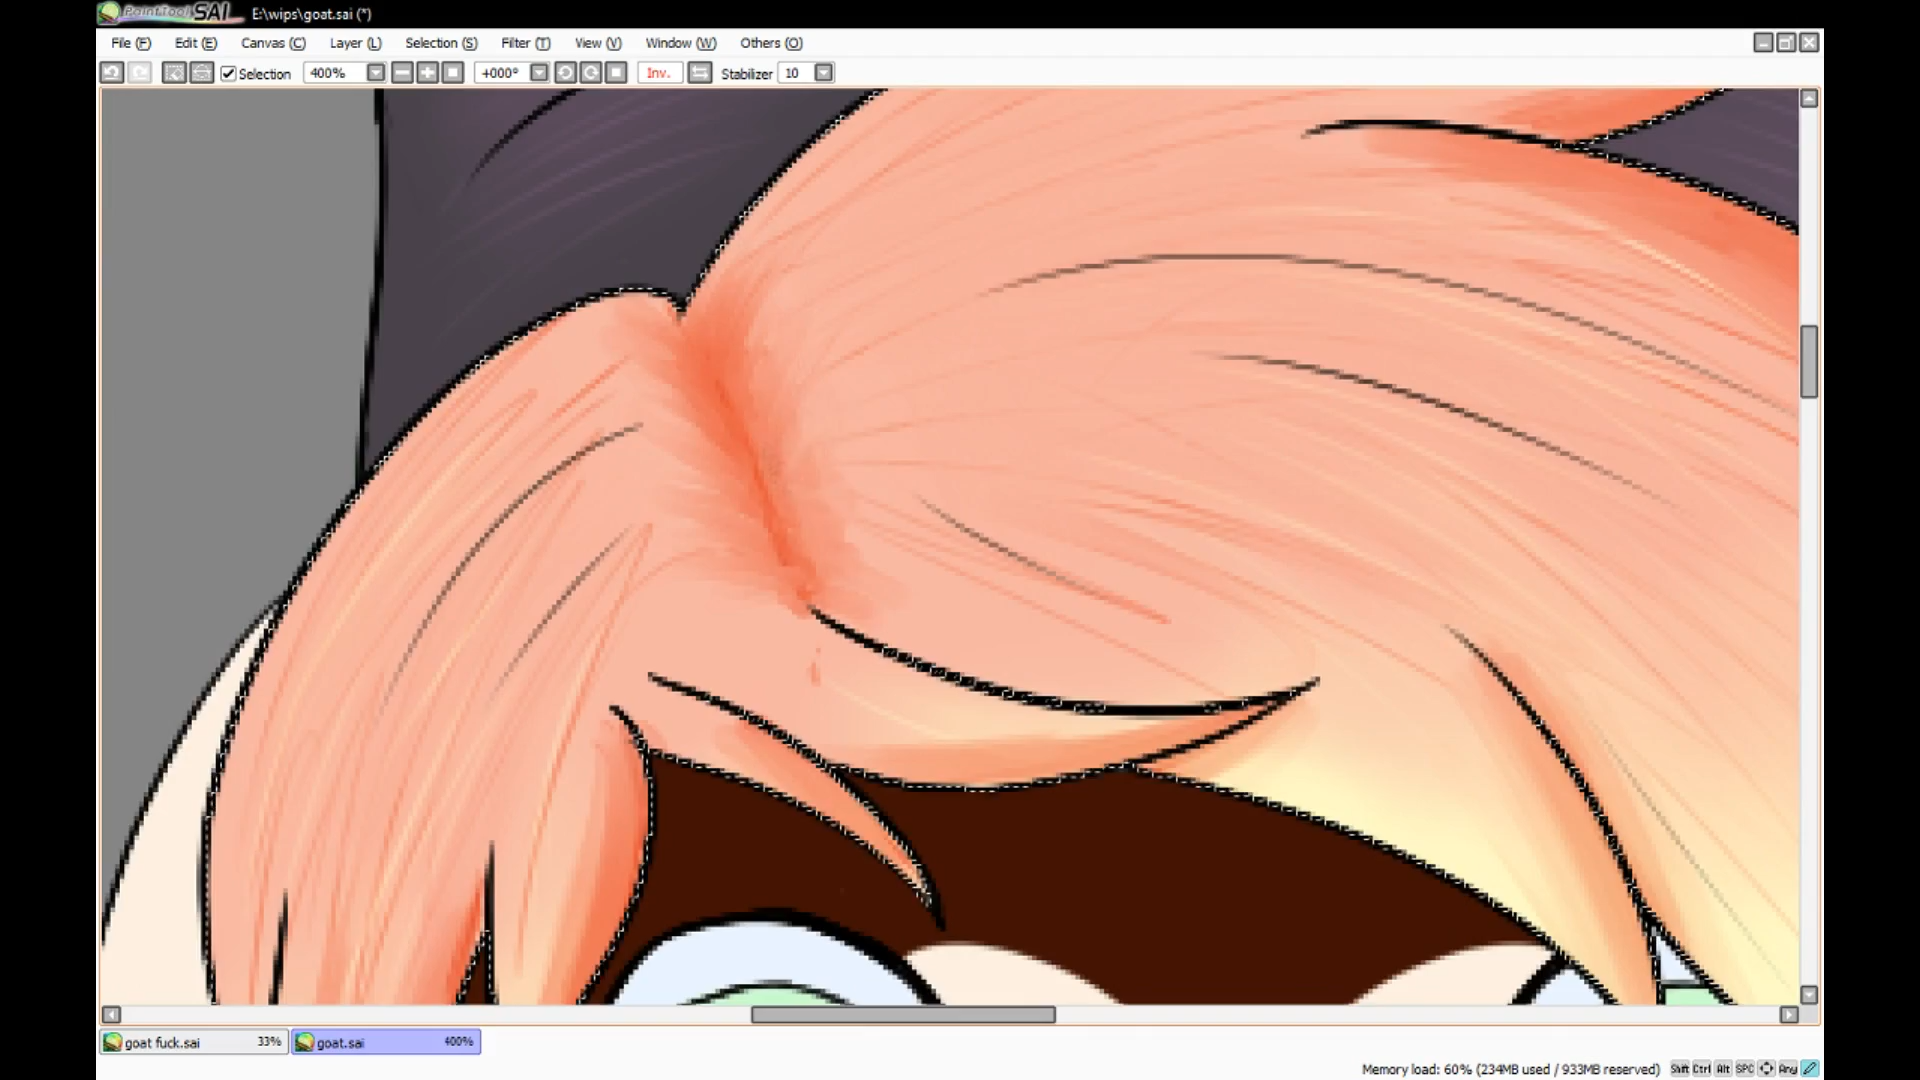 PaintTool SAI E:\wips\goat.sai (*)
File (F) Edit (E) Canvas (C) Layer (L) Selection (S) Filter (T) View (V) Window (W) Others (O)
Selection 400% +000° Inv. Stabilizer 10
goat fuck.sai 33% goat.sai 400%
Memory load: 60% (234MB used / 933MB reserved) Shift Ctrl Alt SPC Any